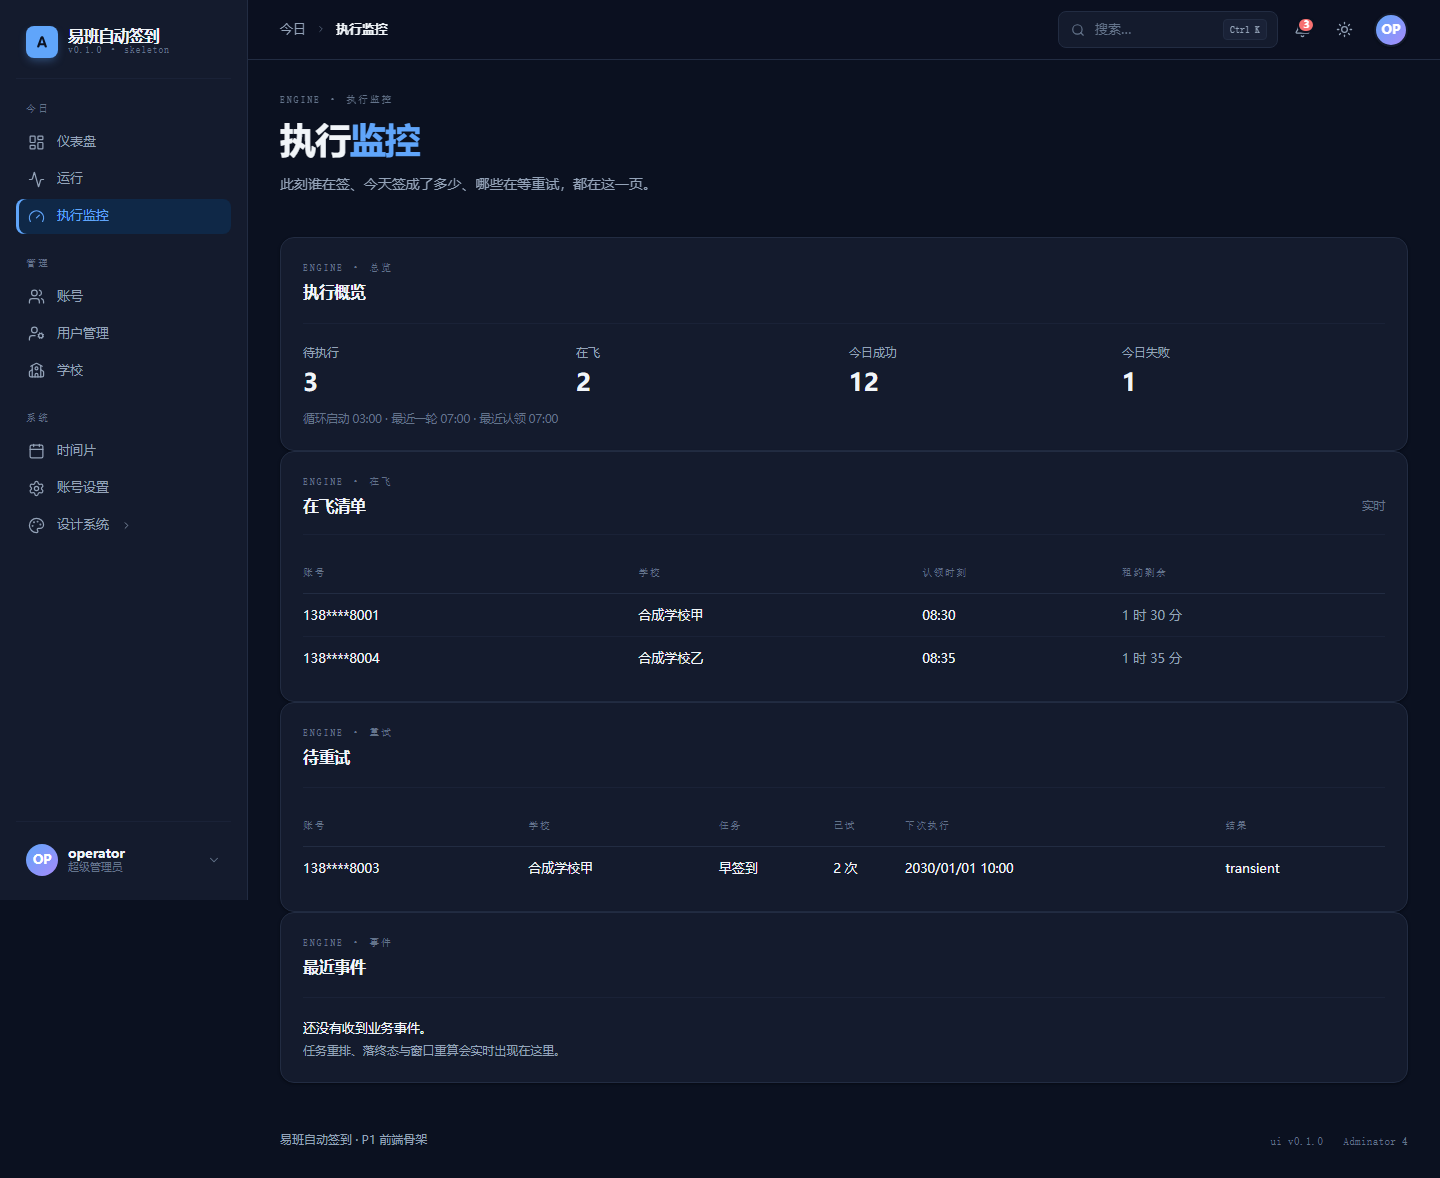 A
易班自动签到
v0.1.0 • skeleton
今日
仪表盘
运行
执行监控
管理
账号
用户管理
学校
系统
时间片
账号设置
设计系统
OP
operator
超级管理员
今日 › 执行监控
搜索...
Ctrl K
3
OP
ENGINE • 执行监控
执行监控
此刻谁在签、今天签成了多少、哪些在等重试，都在这一页。
ENGINE • 总览
执行概览
待执行 在飞 今日成功 今日失败
3 2 12 1
循环启动 03:00 · 最近一轮 07:00 · 最近认领 07:00
ENGINE • 在飞
在飞清单
实时
账号 学校 认领时刻 租约剩余
138****8001 合成学校甲 08:30 1 时 30 分
138****8004 合成学校乙 08:35 1 时 35 分
ENGINE • 重试
待重试
账号 学校 任务 已试 下次执行 结果
138****8003 合成学校甲 早签到 2 次 2030/01/01 10:00 transient
ENGINE • 事件
最近事件
还没有收到业务事件。
任务重排、落终态与窗口重算会实时出现在这里。
易班自动签到 · P1 前端骨架
ui v0.1.0 Adminator 4